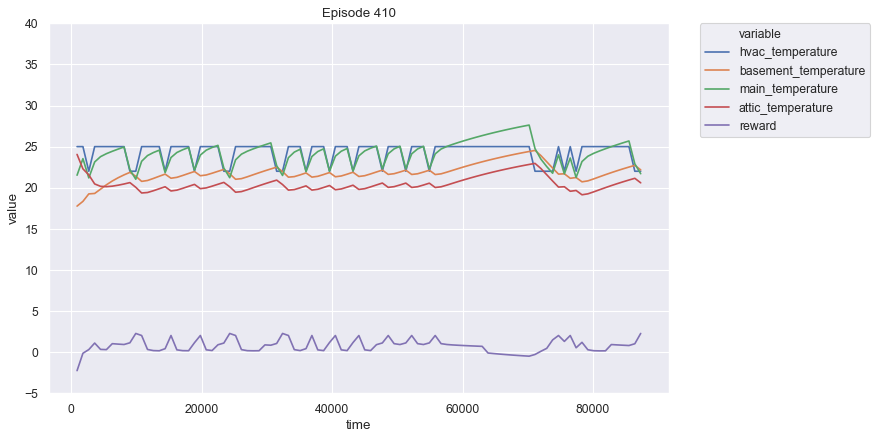 Episode 410
40
35
30
25
20
15
10
5
0
−5
value
0
20000
40000
60000
80000
time
variable
hvac_temperature
basement_temperature
main_temperature
attic_temperature
reward